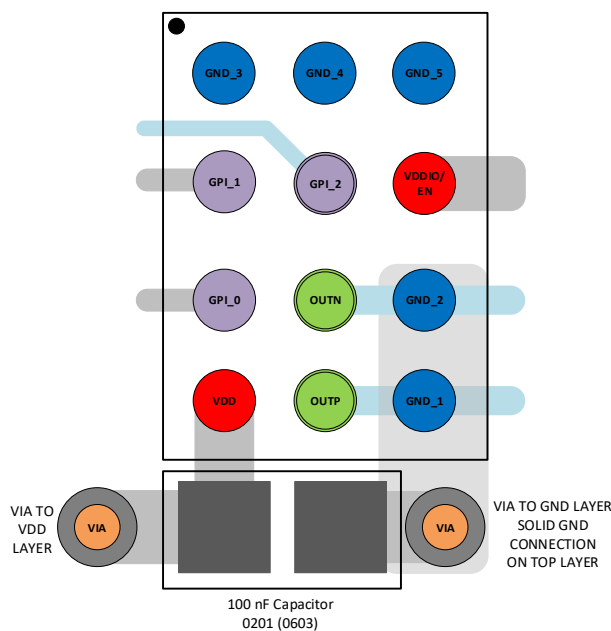 GND_3
GND_4
GND_5
GPI_1
GPI_2
VDDIO/
EN
GPI_0
OUTN
GND_2
VDD
OUTP
GND_1
VIA TO
VDD
LAYER
VIA
VIA
VIA TO GND LAYER
SOLID GND
CONNECTION
ON TOP LAYER
100 nF Capacitor
0201 (0603)